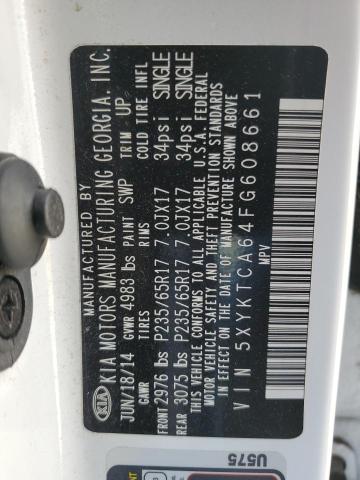 MANUFACTURED BY
KIA KIA MOTORS MANUFACTURING GEORGIA, INC.
JUN/18/14 GVWR 4983 lbs PAINT SWP TRIM UP
GAWR TIRES RIMS COLD TIRE INFL
FRONT 2976 lbs P235/65R17 7.0JX17 34psi SINGLE
REAR 3075 lbs P235/65R17 7.0JX17 34psi SINGLE
THIS VEHICLE CONFORMS TO ALL APPLICABLE U.S.A. FEDERAL
MOTOR VEHICLE SAFETY AND THEFT PREVENTION STANDARDS
IN EFFECT ON THE DATE OF MANUFACTURE SHOWN ABOVE
VIN 5XYKTCA64FG608661
MPV
U575